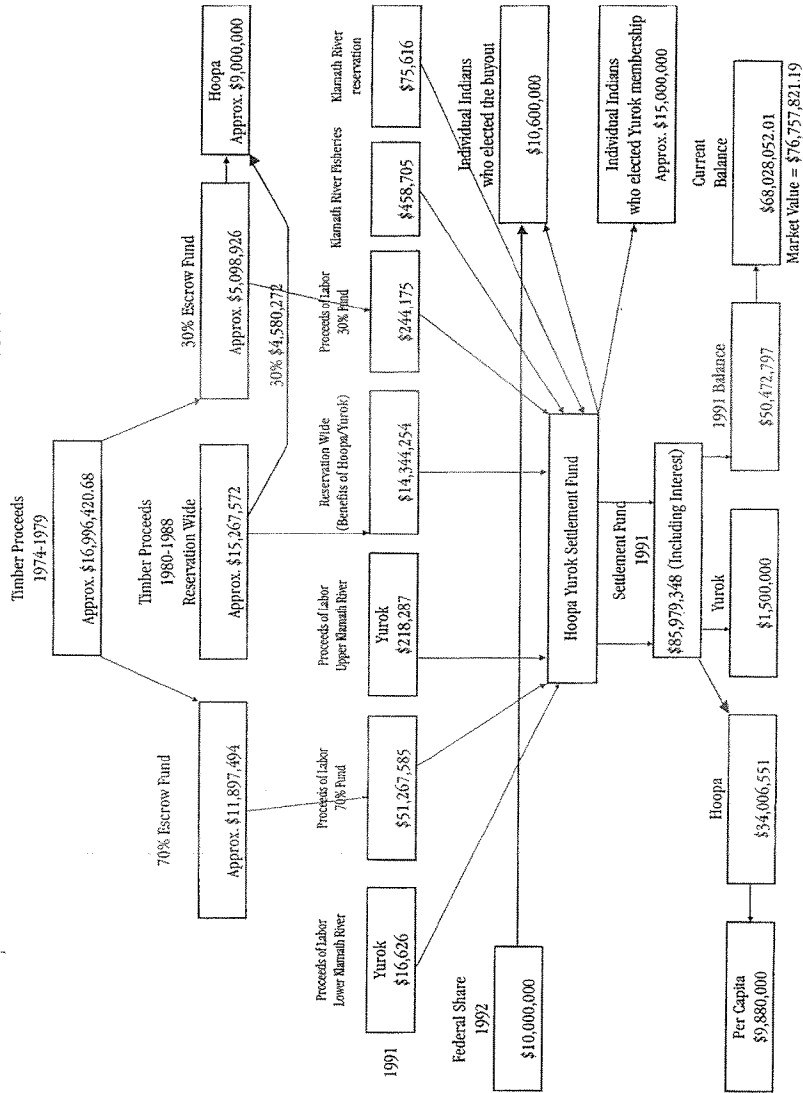 Timber Proceeds
1974-1979
Approx. $16,996,420.68
70% Escrow Fund
Approx. $11,897,494
Timber Proceeds
1980-1988
Reservation Wide
Approx. $15,267,572
30% Escrow Fund
Approx. $5,098,926
30% $4,580,272
Hoopa
Approx. $9,000,000
1991
Proceeds of Labor
Lower Klamath River
Yurok
$16,626
Proceeds of Labor
70% Fund
$51,267,585
Proceeds of Labor
Upper Klamath River
Yurok
$218,287
Reservation Wide
(Benefits of Hoopa/Yurok)
$14,344,254
Proceeds of Labor
30% Fund
$244,175
Klamath River Fisheries
$458,705
Klamath River
reservation
$75,616
Federal Share
1992
$10,000,000
Individual Indians
who elected the buyout
$10,600,000
Hoopa Yurok Settlement Fund
Individual Indians
who elected Yurok membership
Approx. $15,000,000
Settlement Fund
1991
$85,979,348 (Including Interest)
Per Capita
$9,880,000
Hoopa
$34,006,551
Yurok
$1,500,000
1991 Balance
$50,472,797
Current
Balance
$68,028,052.01
Market Value = $76,757,821.19